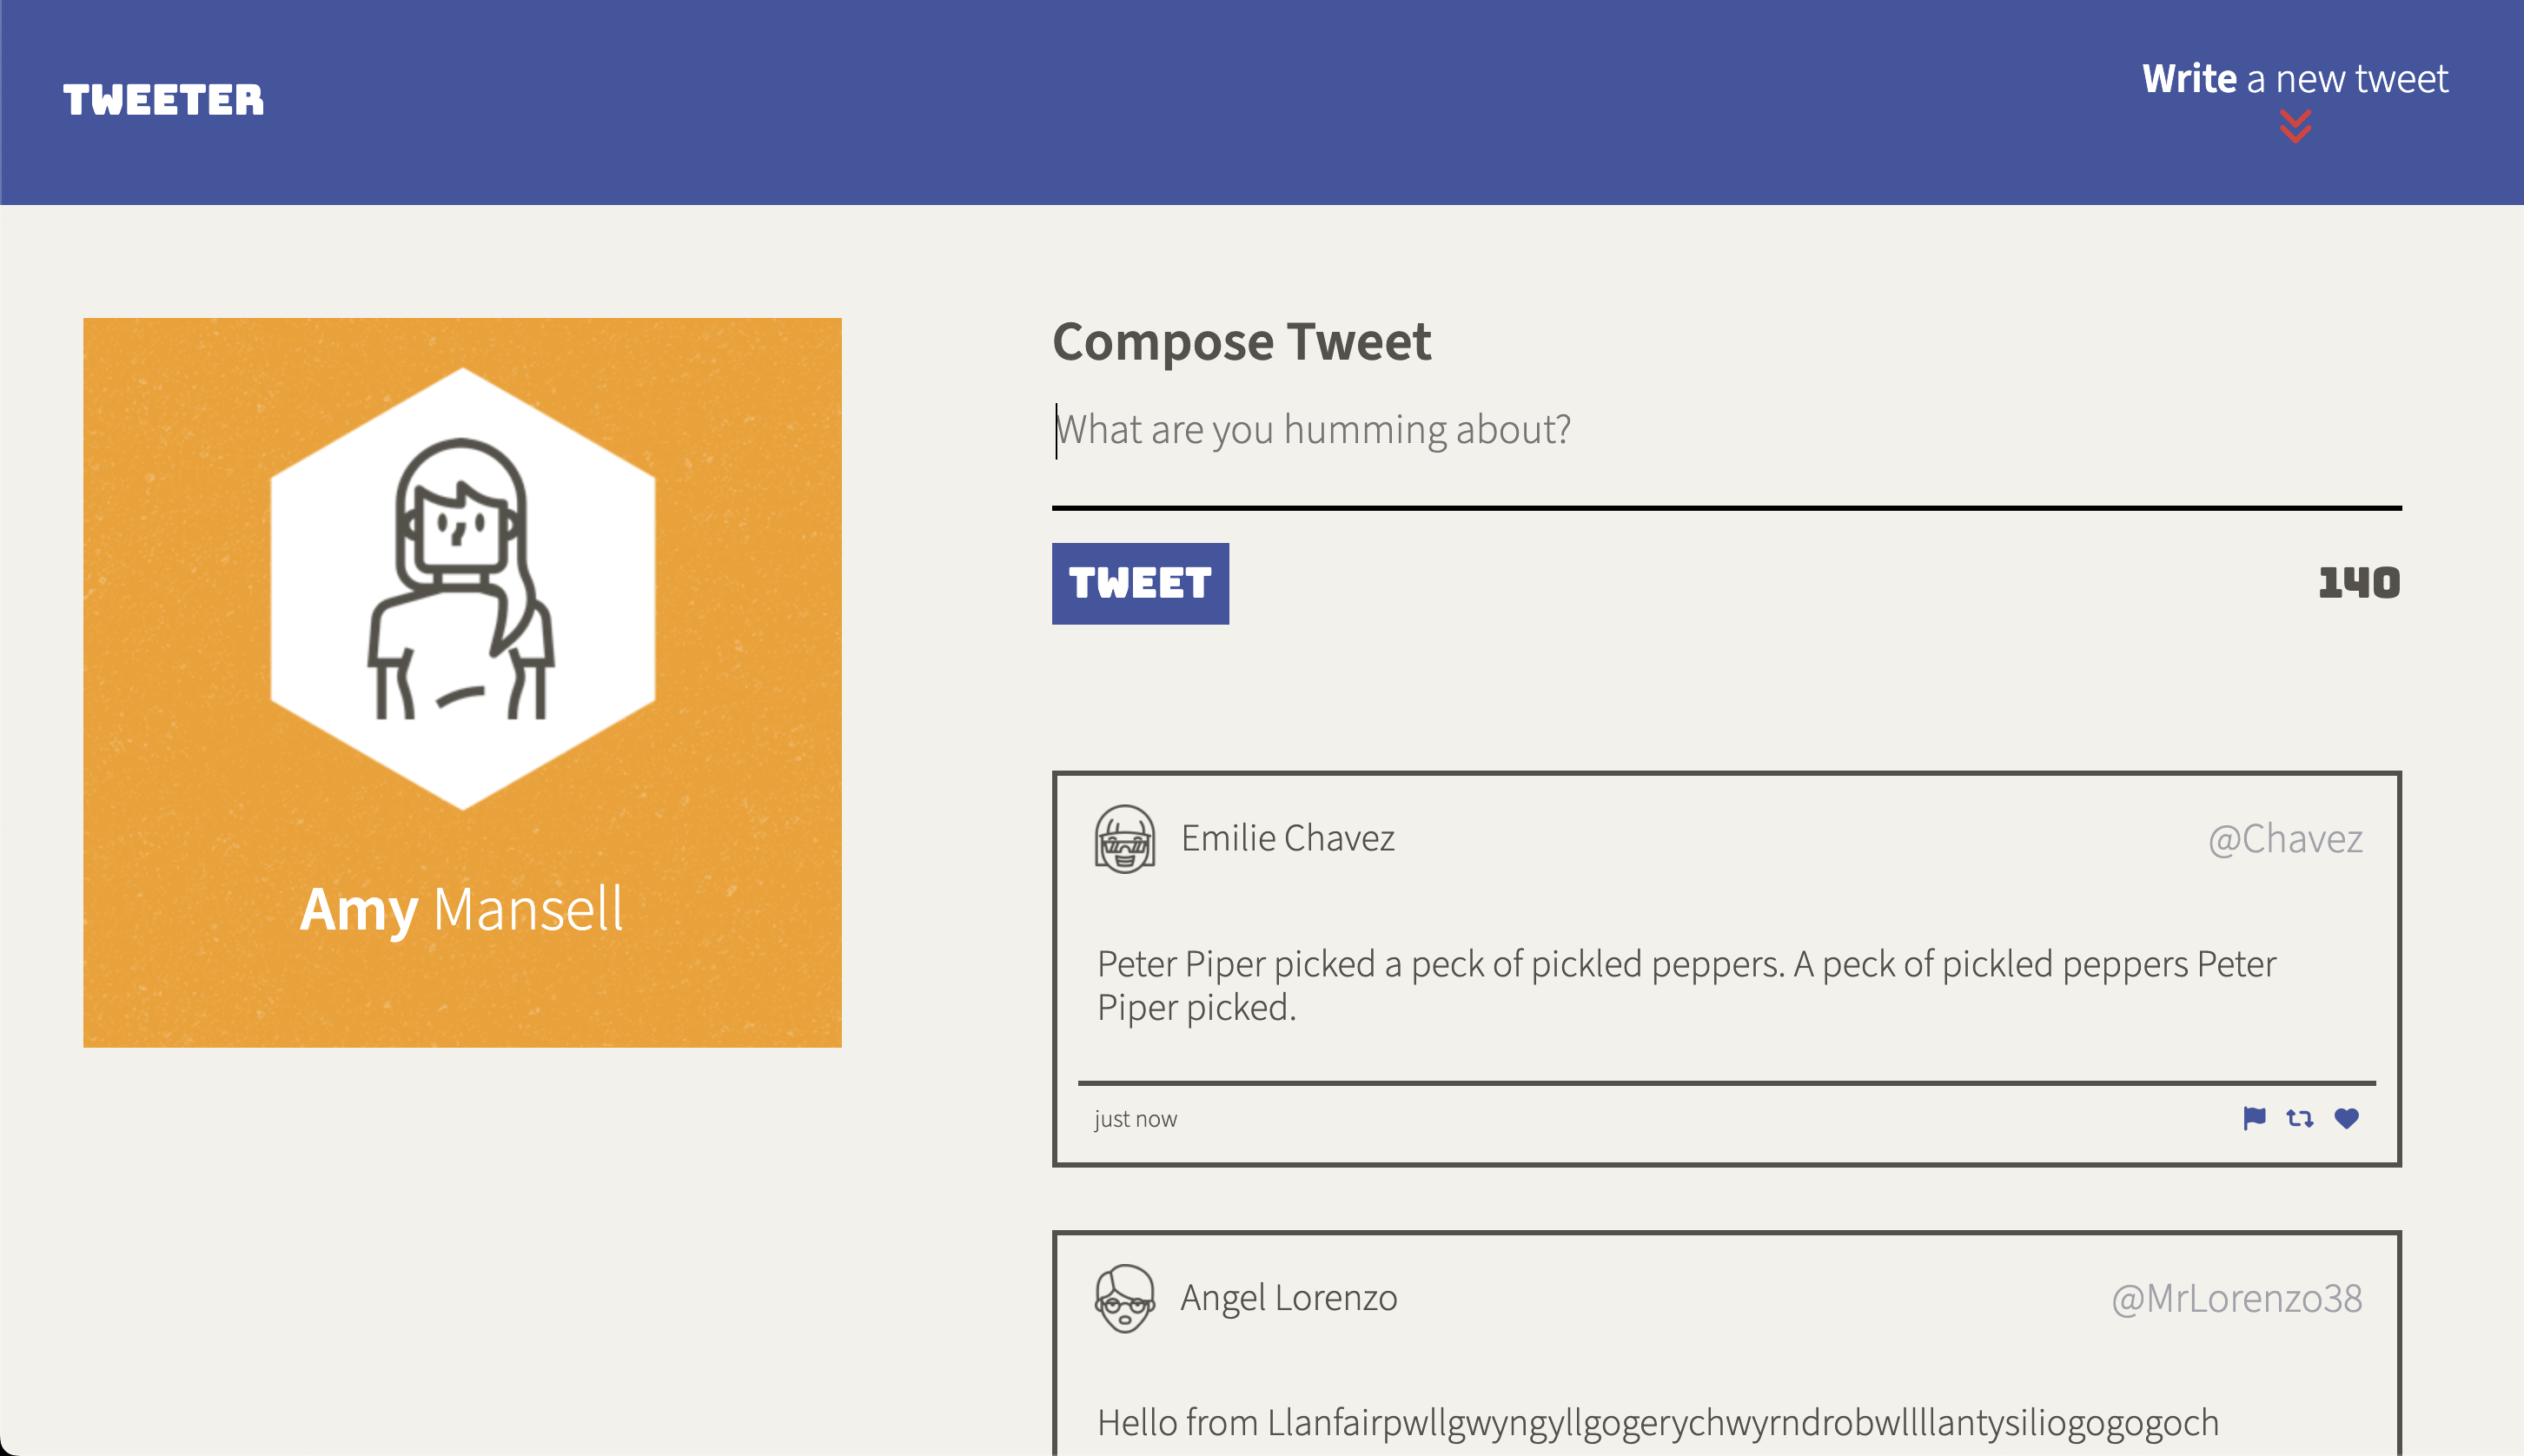 TWEETER
Write a new tweet
Amy Mansell
Compose Tweet
What are you humming about?
TWEET
140
Emilie Chavez
@Chavez
Peter Piper picked a peck of pickled peppers. A peck of pickled peppers Peter
Piper picked.
just now
Angel Lorenzo
@MrLorenzo38
Hello from Llanfairpwllgwyngyllgogerychwyrndrobwllllantysiliogogogoch